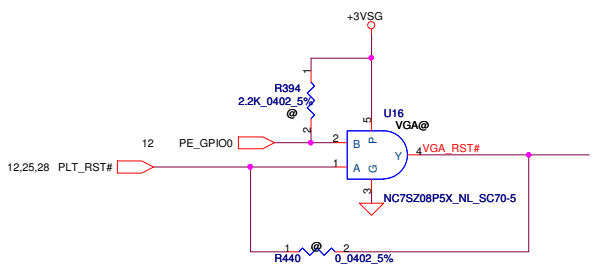 +3VSG
1
R394
2.2K_0402_5%
@
2
U16
VGA@
5
P
12
PE_GPIO0
2
B
Y
4
VGA_RST#
12,25,28
PLT_RST#
1
A
G
3
NC7SZ08P5X_NL_SC70-5
1
@
2
R440
0_0402_5%